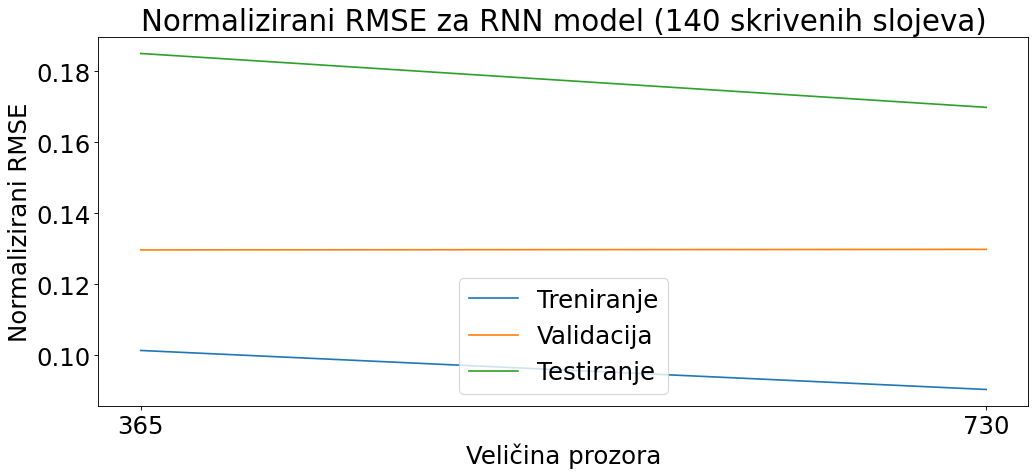 Normalizirani RMSE za RNN model (140 skrivenih slojeva)
Normalizirani RMSE
0.18
0.16
0.14
0.12
0.10
Treniranje
Validacija
Testiranje
365
730
Veličina prozora